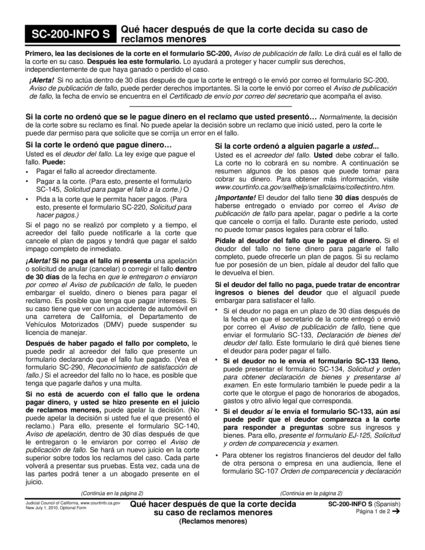 SC-200-INFO S
Qué hacer después de que la corte decida su caso de
reclamos menores
Primero, lea las decisiones de la corte en el formulario SC-200, Aviso de publicación de fallo. Le dirá cuál es el fallo de
la corte en su caso. Después lea este formulario. Lo ayudará a proteger y hacer cumplir sus derechos,
independientemente de que haya ganado o perdido el caso.
¡Alerta! Si no actúa dentro de 30 días después de que la corte le entregó o le envió por correo el formulario SC-200,
Aviso de publicación de fallo, puede perder derechos importantes. Si la corte le envió por correo el Aviso de publicación
de fallo, la fecha de envío se encuentra en el Certificado de envío por correo del secretario que acompaña el aviso.
Si la corte no ordenó que se le pague dinero en el reclamo que usted presentó… Normalmente, la decisión
de la corte sobre su reclamo es final. No puede apelar la decisión sobre un reclamo que inició usted, pero la corte le
puede dar permiso para que solicite que se corrija un error en el fallo.
Si la corte le ordenó que pague dinero…
Usted es el deudor del fallo. La ley exige que pague el
fallo. Puede:
• Pagar el fallo al acreedor directamente.
• Pagar a la corte. (Para esto, presente el formulario
SC-145, Solicitud para pagar el fallo a la corte.) O
• Pida a la corte que le permita hacer pagos. (Para
esto, presente el formulario SC-220, Solicitud para
hacer pagos.)
Si el pago no se realizó por completo y a tiempo, el
acreedor del fallo puede notificarle a la corte que
cancele el plan de pagos y tendrá que pagar el saldo
impago completo de inmediato.
¡Alerta! Si no paga el fallo ni presenta una apelación
o solicitud de anular (cancelar) o corregir el fallo dentro
de 30 días de la fecha en que le entregaron o enviaron
por correo el Aviso de publicación de fallo, le pueden
embargar el sueldo, dinero o bienes para pagar el
reclamo. Es posible que tenga que pagar intereses. Si
su caso tiene que ver con un accidente de automóvil en
una carretera de California, el Departamento de
Vehículos Motorizados (DMV) puede suspender su
licencia de manejar.
Después de haber pagado el fallo por completo, le
puede pedir al acreedor del fallo que presente un
formulario declarando que el fallo fue pagado. (Vea el
formulario SC-290, Reconocimiento de satisfacción de
fallo.) Si el acreedor del fallo no lo hace, es posible que
tenga que pagarle daños y una multa.
Si no está de acuerdo con el fallo que le ordena
pagar dinero, y usted se hizo presente en el juicio
de reclamos menores, puede apelar la decisión. (No
puede apelar la decisión si usted fue el que presentó el
reclamo.) Para ello, presente el formulario SC-140,
Aviso de apelación, dentro de 30 días después de que
le entregaron o le enviaron por correo el Aviso de
publicación de fallo. Se hará un nuevo juicio en la corte
superior sobre todos los reclamos del caso. Cada parte
volverá a presentar sus pruebas. Esta vez, cada una de
las partes podrá tener a un abogado presente en el
juicio.
Si la corte ordenó a alguien pagarle a usted...
Usted es el acreedor del fallo. Usted debe cobrar el fallo.
La corte no lo cobrará en su nombre. A continuación se
resumen algunos de los pasos que puede tomar para
cobrar su dinero. Para obtener más información, visite
www.courtinfo.ca.gov/selfhelp/smallclaims/collectintro.htm.
¡Importante! El deudor del fallo tiene 30 días después de
haberse entregado o enviado por correo el Aviso de
publicación de fallo para apelar, pagar o pedirle a la corte
que cancele o corrija el fallo. Durante este período, usted
no puede tomar pasos legales para cobrar el fallo.
Pídale al deudor del fallo que le pague el dinero. Si el
deudor del fallo no tiene dinero para pagarle el fallo
completo, puede ofrecerle un plan de pagos. Si su reclamo
fue por posesión de un bien, pídale al deudor del fallo que
le devuelva el bien.
Si el deudor del fallo no paga, puede tratar de encontrar
ingresos o bienes del deudor que el alguacil puede
embargar para satisfacer el fallo.
* Si el deudor no paga en un plazo de 30 días después de
la fecha en que el secretario de la corte entregó o envió
por correo el Aviso de publicación de fallo, tiene que
enviar el formulario SC-133, Declaración de bienes del
deudor del fallo. Este formulario le dirá qué bienes tiene
el deudor para poder pagar el fallo.
* Si el deudor no le envía el formulario SC-133 lleno,
puede presentar el formulario SC-134, Solicitud y orden
para obtener declaración de bienes y presentarse al
examen. En este formulario también le puede pedir a la
corte que le otorgue el pago de honorarios de abogados,
gastos y otro alivio legal que corresponda.
* Si el deudor sí le envía el formulario SC-133, aún así
puede pedir que el deudor comparezca a la corte
para responder a preguntas sobre sus ingresos y
bienes. Para ello, presente el formulario EJ-125, Solicitud
y orden de comparecencia y examen.
• Para obtener los registros financieros del deudor del fallo
de otra persona o empresa en una audiencia, llene el
formulario SC-107 Orden de comparecencia y declaración
(Continúa en la página 2)
(Continúa en la página 2)
Judicial Council of California, www.courtinfo.ca.gov
New July 1, 2010, Optional Form
Qué hacer después de que la corte decida
su caso de reclamos menores
(Reclamos menores)
SC-200-INFO S (Spanish)
Página 1 de 2 →